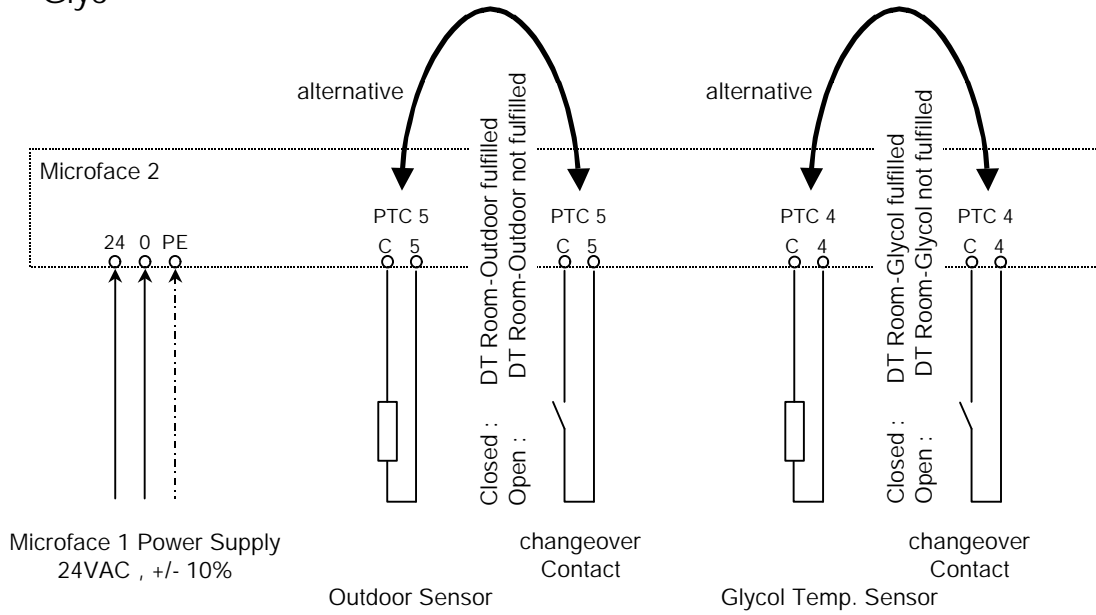 alternative
alternative
Microface 2
24 0 PE
PTC 5
C 5
Closed : DT Room-Outdoor fulfilled
Open : DT Room-Outdoor not fulfilled
PTC 5
C 5
PTC 4
C 4
Closed : DT Room-Glycol fulfilled
Open : DT Room-Glycol not fulfilled
PTC 4
C 4
Microface 1 Power Supply
24VAC , +/- 10%
Outdoor Sensor
changeover
Contact
Glycol Temp. Sensor
changeover
Contact